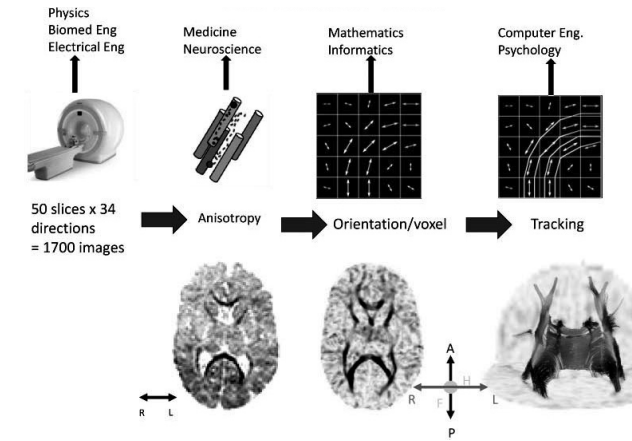 Physics
Biomed Eng
Electrical Eng
Medicine
Neuroscience
Mathematics
Informatics
Computer Eng.
Psychology
50 slices x 34
directions
= 1700 images
Anisotropy
Orientation/voxel
Tracking
A
H
R
L
F
P
R
L